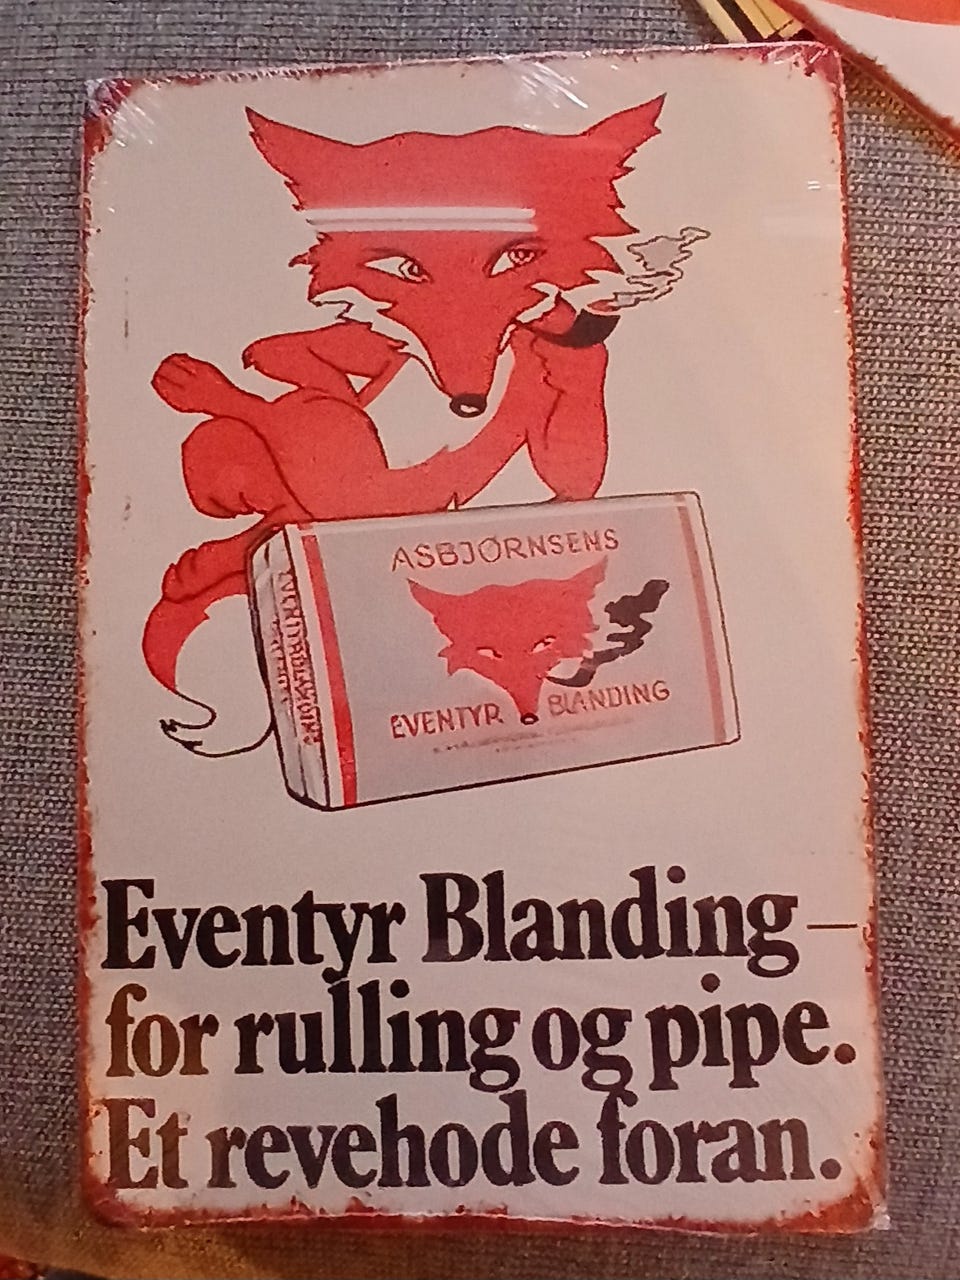 ASBJØRNSENS
EVENTYR BLANDING
Eventyr Blanding –
for rulling og pipe.
Et revehode foran.